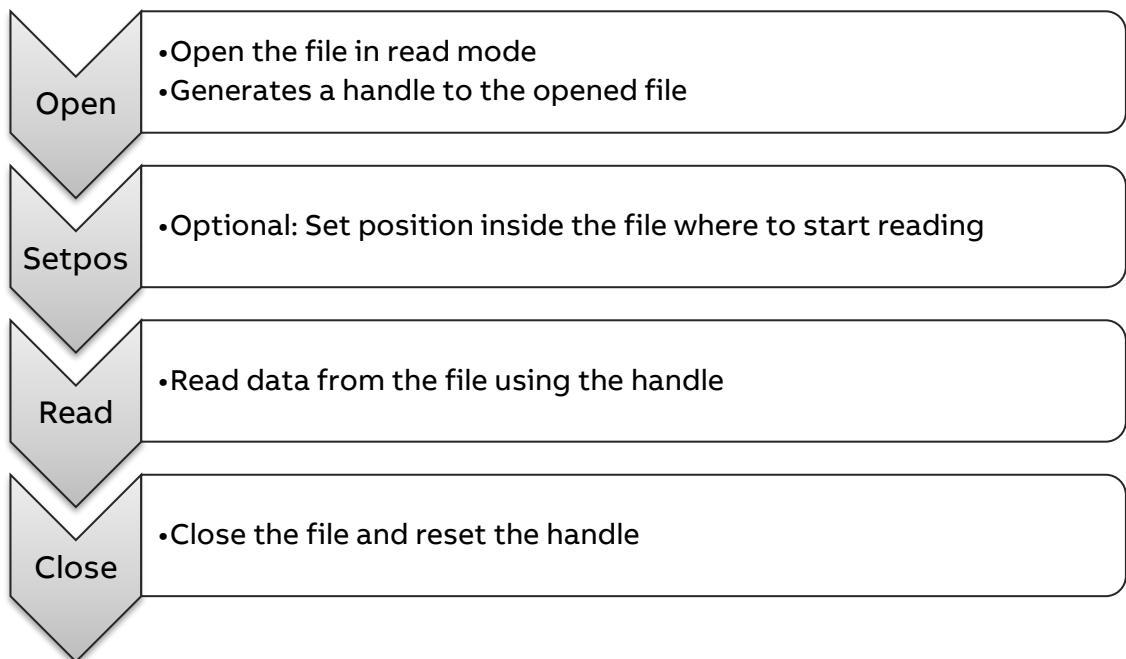 Open
•Open the file in read mode
•Generates a handle to the opened file
Setpos
•Optional: Set position inside the file where to start reading
Read
•Read data from the file using the handle
Close
•Close the file and reset the handle